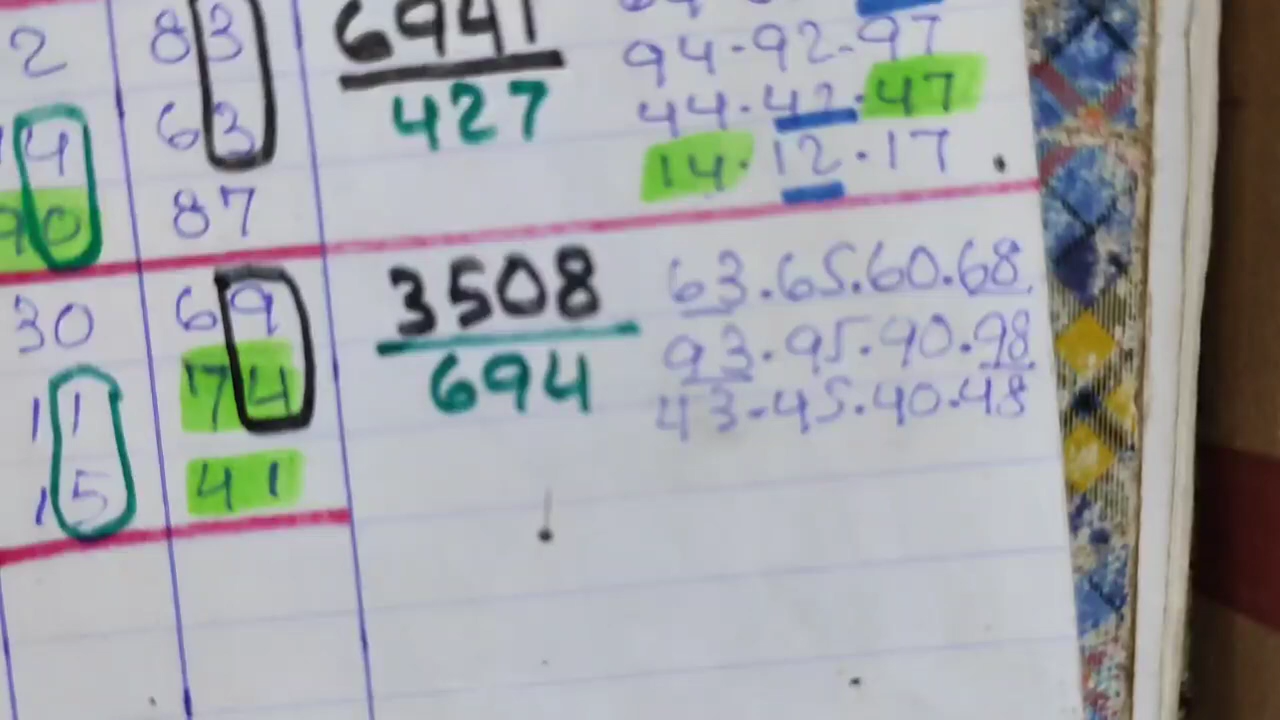 2 83 6941
94·92·97
427 44·42·47
4 63 14·12·17
90 87
30 69 3508 63.65.60.68
93·95·90·98
11 74 694 43-45.40.48
15 41